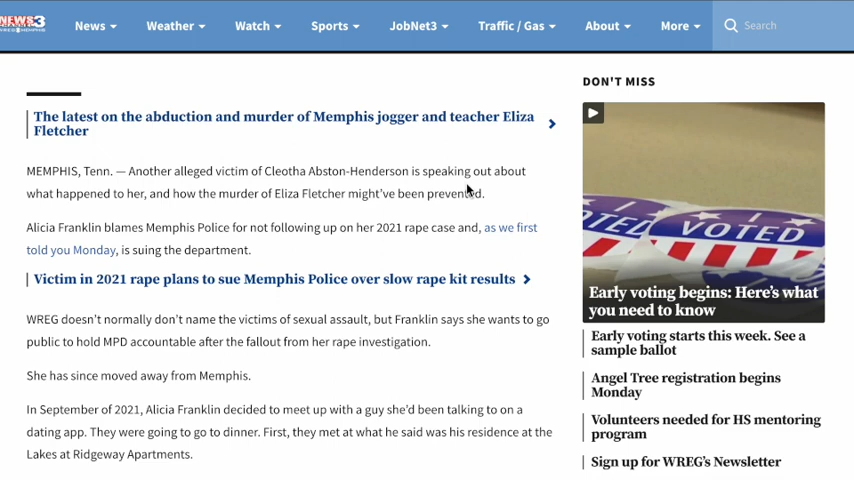 NEWS 3
WREG MEMPHIS
News
Weather
Watch
Sports
JobNet3
Traffic / Gas
About
More
Search
DON'T MISS
The latest on the abduction and murder of Memphis jogger and teacher Eliza
Fletcher
MEMPHIS, Tenn. — Another alleged victim of Cleotha Abston-Henderson is speaking out about
what happened to her, and how the murder of Eliza Fletcher might've been prevented.
Alicia Franklin blames Memphis Police for not following up on her 2021 rape case and, as we first
told you Monday, is suing the department.
Victim in 2021 rape plans to sue Memphis Police over slow rape kit results
WREG doesn't normally don't name the victims of sexual assault, but Franklin says she wants to go
public to hold MPD accountable after the fallout from her rape investigation.
She has since moved away from Memphis.
In September of 2021, Alicia Franklin decided to meet up with a guy she'd been talking to on a
dating app. They were going to go to dinner. First, they met at what he said was his residence at the
Lakes at Ridgeway Apartments.
VOTED
Early voting begins: Here's what
you need to know
Early voting starts this week. See a
sample ballot
Angel Tree registration begins
Monday
Volunteers needed for HS mentoring
program
Sign up for WREG's Newsletter